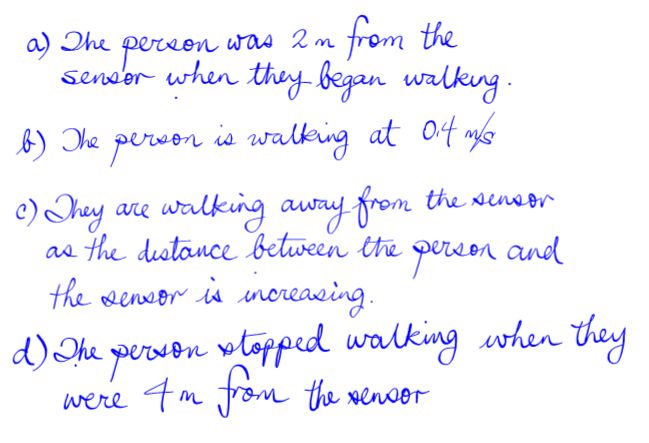 a) The person was 2 m from the
sensor when they began walking.
b) The person is walking at 0.4 m/s
c) They are walking away from the sensor
as the distance between the person and
the sensor is increasing.
d) The person stopped walking when they
were 4 m from the sensor